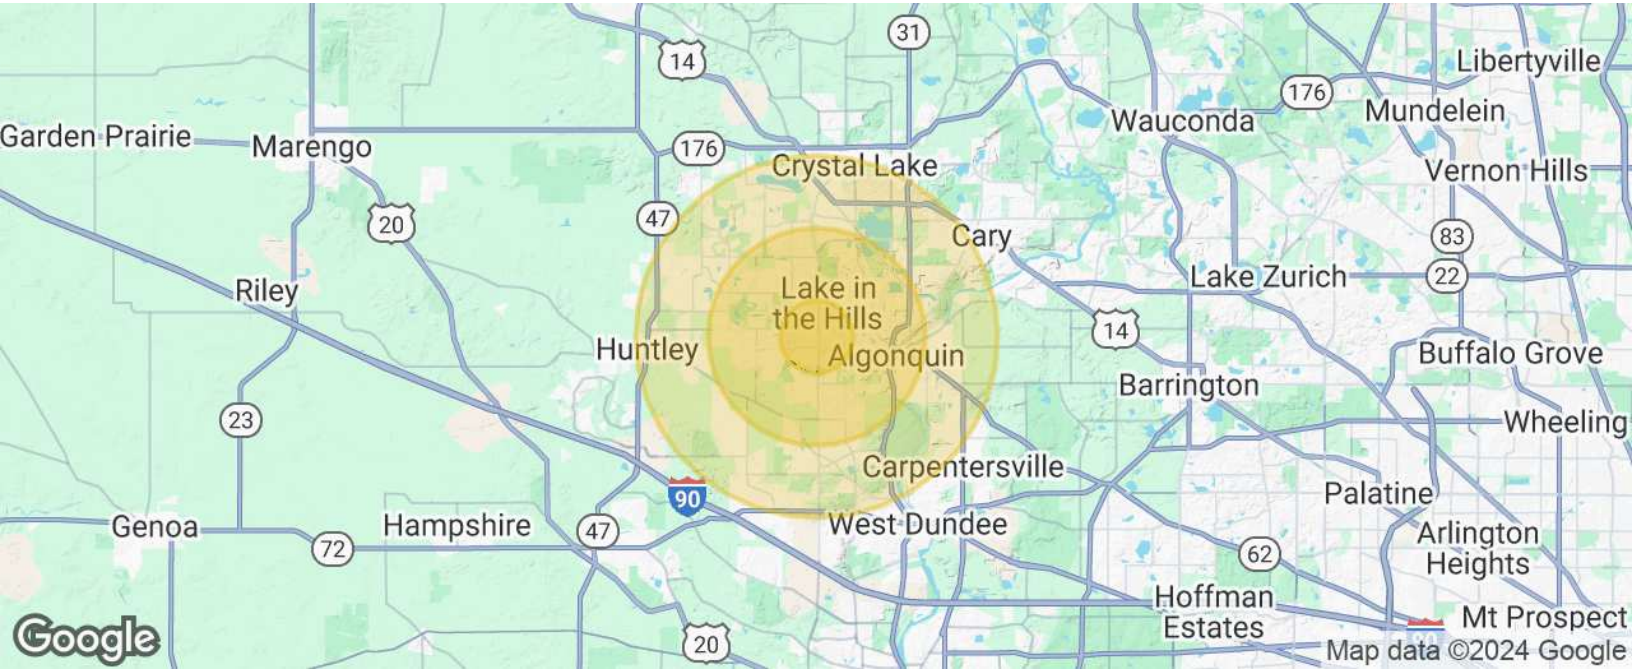 31
14
Libertyville
176
Mundelein
Wauconda
Garden Prairie
Marengo
176
Crystal Lake
Vernon Hills
20
47
Cary
83
Lake Zurich
22
Riley
Lake in
the Hills
14
Huntley
Algonquin
Buffalo Grove
Barrington
23
Wheeling
Carpentersville
90
Palatine
Genoa
Hampshire
47
West Dundee
Arlington
Heights
72
62
Hoffman
Estates
Mt Prospect
Google
20
90
Map data ©2024 Google